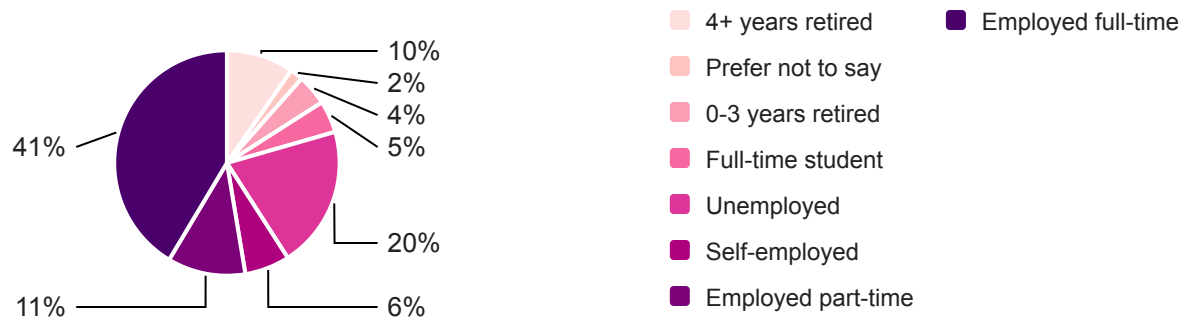 10%
2%
4%
5%
41%
20%
11%
6%
4+ years retired
Prefer not to say
0-3 years retired
Full-time student
Unemployed
Self-employed
Employed part-time
Employed full-time